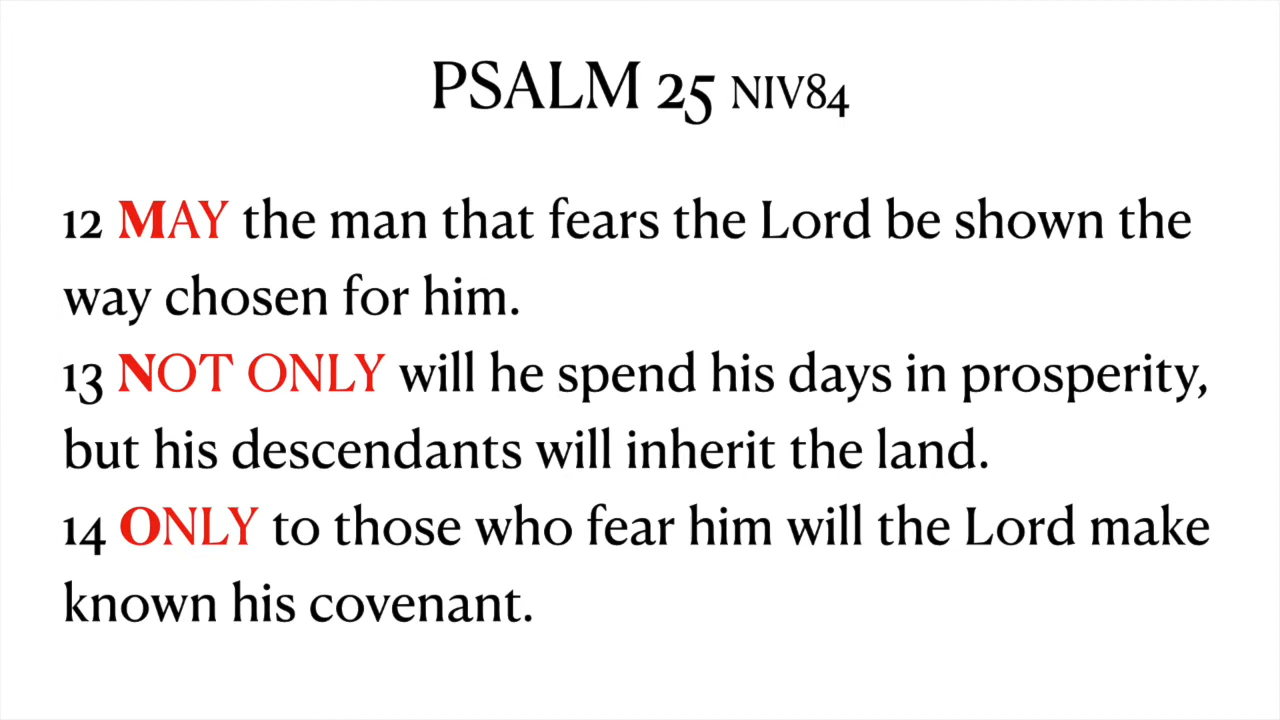 PSALM 25 NIV84
12 MAY the man that fears the Lord be shown the
way chosen for him.
13 NOT ONLY will he spend his days in prosperity,
but his descendants will inherit the land.
14 ONLY to those who fear him will the Lord make
known his covenant.